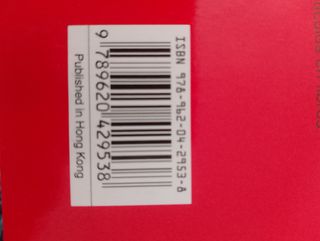 ISBN 978-962-04-2953-8
9 789620 429538
Published in Hong Kong